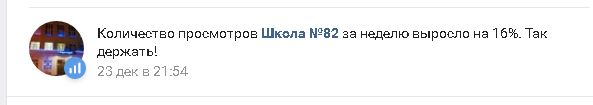 Количество просмотров Школа №82 за неделю выросло на 16%. Так
держать!
23 дек в 21:54